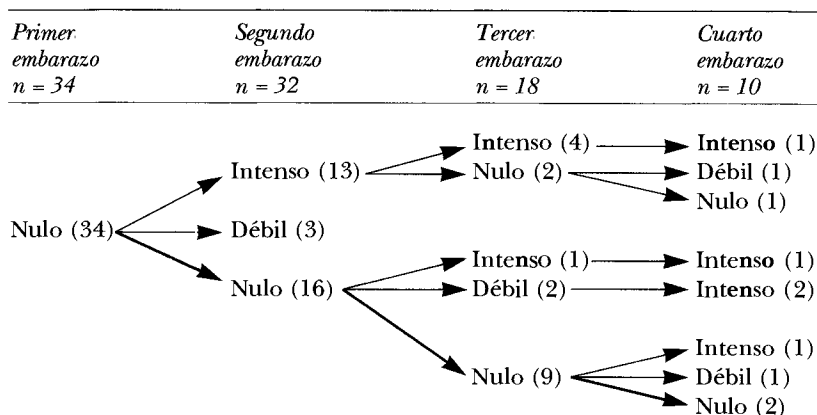 Primer Segundo Tercer Cuarto
embarazo embarazo embarazo embarazo
n = 34 n = 32 n = 18 n = 10
Intenso (4) Intenso (1)
Intenso (13) Nulo (2) Débil (1)
Nulo (1)
Nulo (34) Débil (3)
Intenso (1) Intenso (1)
Nulo (16) Débil (2) Intenso (2)
Intenso (1)
Nulo (9) Débil (1)
Nulo (2)